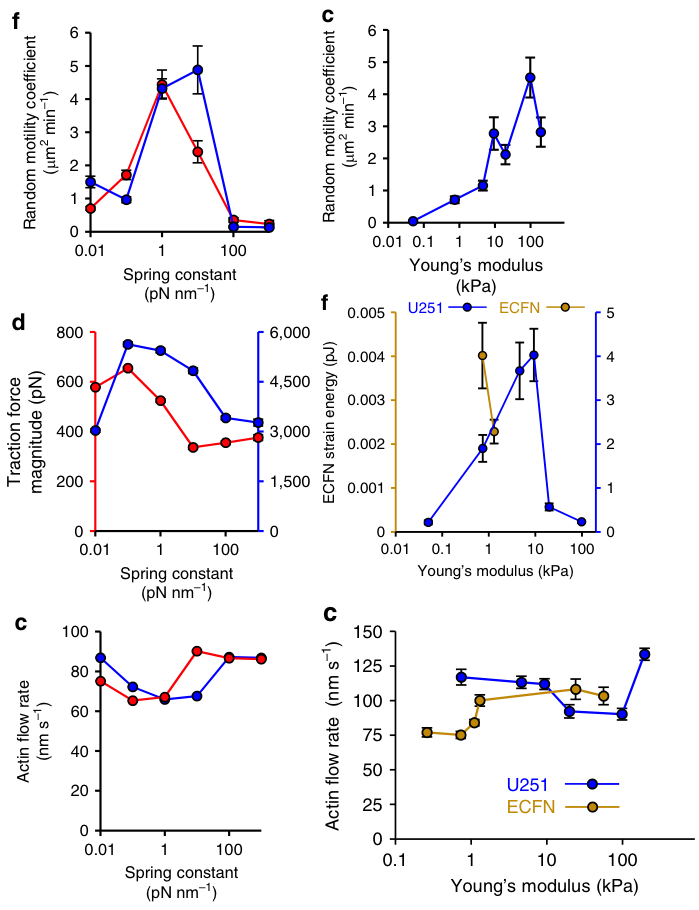 f
Random motility coefficient
(μm² min⁻¹)
6
5
4
3
2
1
0
0.01
1
100
Spring constant
(pN nm⁻¹)
c
Random motility coefficient
(μm² min⁻¹)
6
5
4
3
2
1
0
0.01
0.1
1
10
100
Young's modulus
(kPa)
d
Traction force
magnitude (pN)
800
600
400
200
0
6,000
4,500
3,000
1,500
0
0.01
1
100
Spring constant
(pN nm⁻¹)
f
U251
ECFN
ECFN strain energy (pJ)
0.005
0.004
0.003
0.002
0.001
0
5
4
3
2
1
0
0.01
0.1
1
10
100
Young's modulus (kPa)
c
Actin flow rate
(nm s⁻¹)
100
80
60
40
20
0
0.01
1
100
Spring constant
(pN nm⁻¹)
c
Actin flow rate (nm s⁻¹)
150
125
100
75
50
25
0
U251
ECFN
0.1
1
10
100
Young's modulus (kPa)